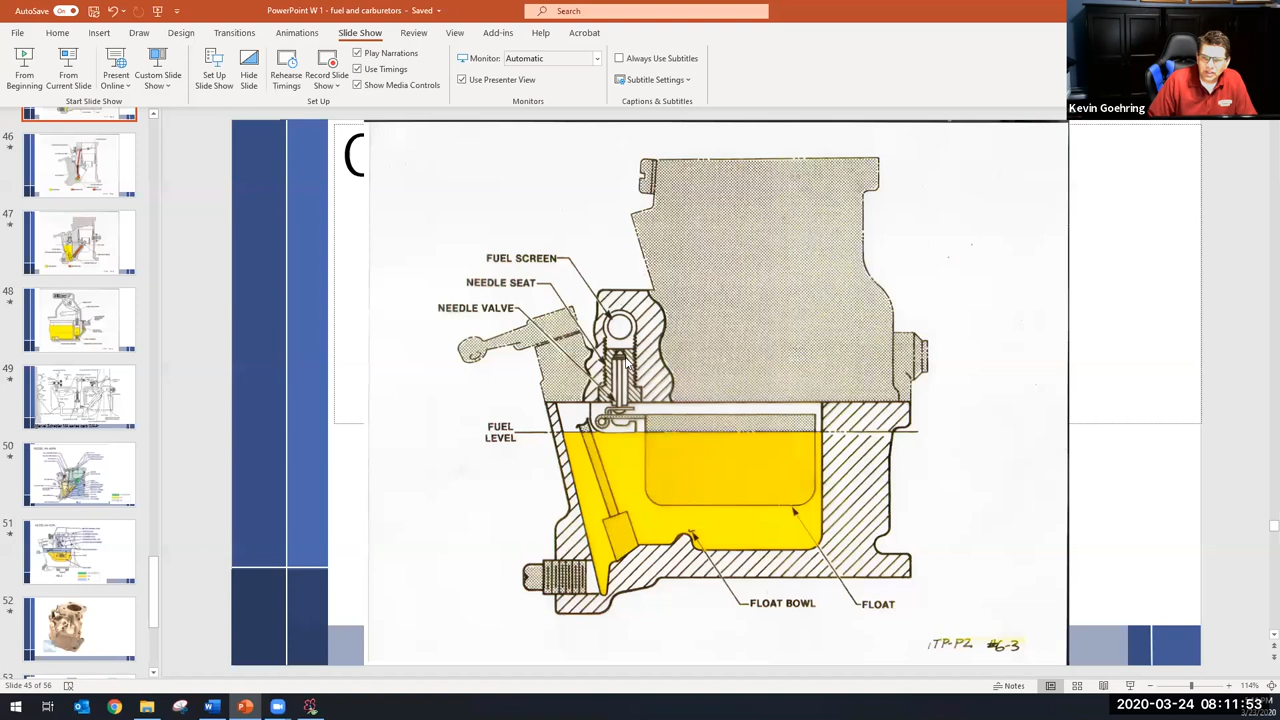 AutoSave
PowerPoint W 1 - fuel and carburetors - Saved
Search
File Home Insert Draw Design Transitions Animations Slide Show Review View Add-ins Help Acrobat
From Beginning
From Current Slide
Present Online
Custom Slide Show
Start Slide Show
Set Up Slide Show
Hide Slide
Rehearse Timings
Record Slide Show
Play Narrations
Use Timings
Show Media Controls
Set Up
Monitor: Automatic
Use Presenter View
Monitors
Always Use Subtitles
Subtitle Settings
Captions & Subtitles
Kevin Goehring
46
47
48
49
50
51
52
FUEL SCREEN
NEEDLE SEAT
NEEDLE VALVE
FUEL
LEVEL
FLOAT BOWL
FLOAT
ITP-P2 #6-3
Slide 45 of 56
Notes
114%
2020-03-24 08:11:53